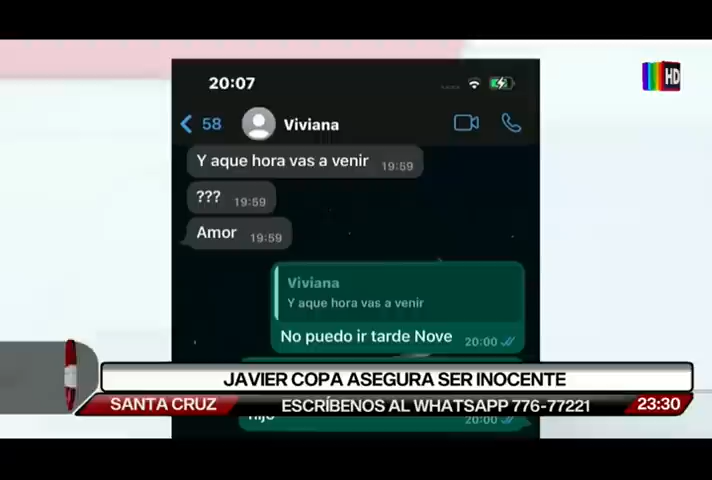 20:07
HD
58
Viviana
Y aque hora vas a venir 19:59
??? 19:59
Amor 19:59
Viviana
Y aque hora vas a venir
No puedo ir tarde Nove 20:00
JAVIER COPA ASEGURA SER INOCENTE
SANTA CRUZ
ESCRÍBENOS AL WHATSAPP 776-77221
23:30
20:00